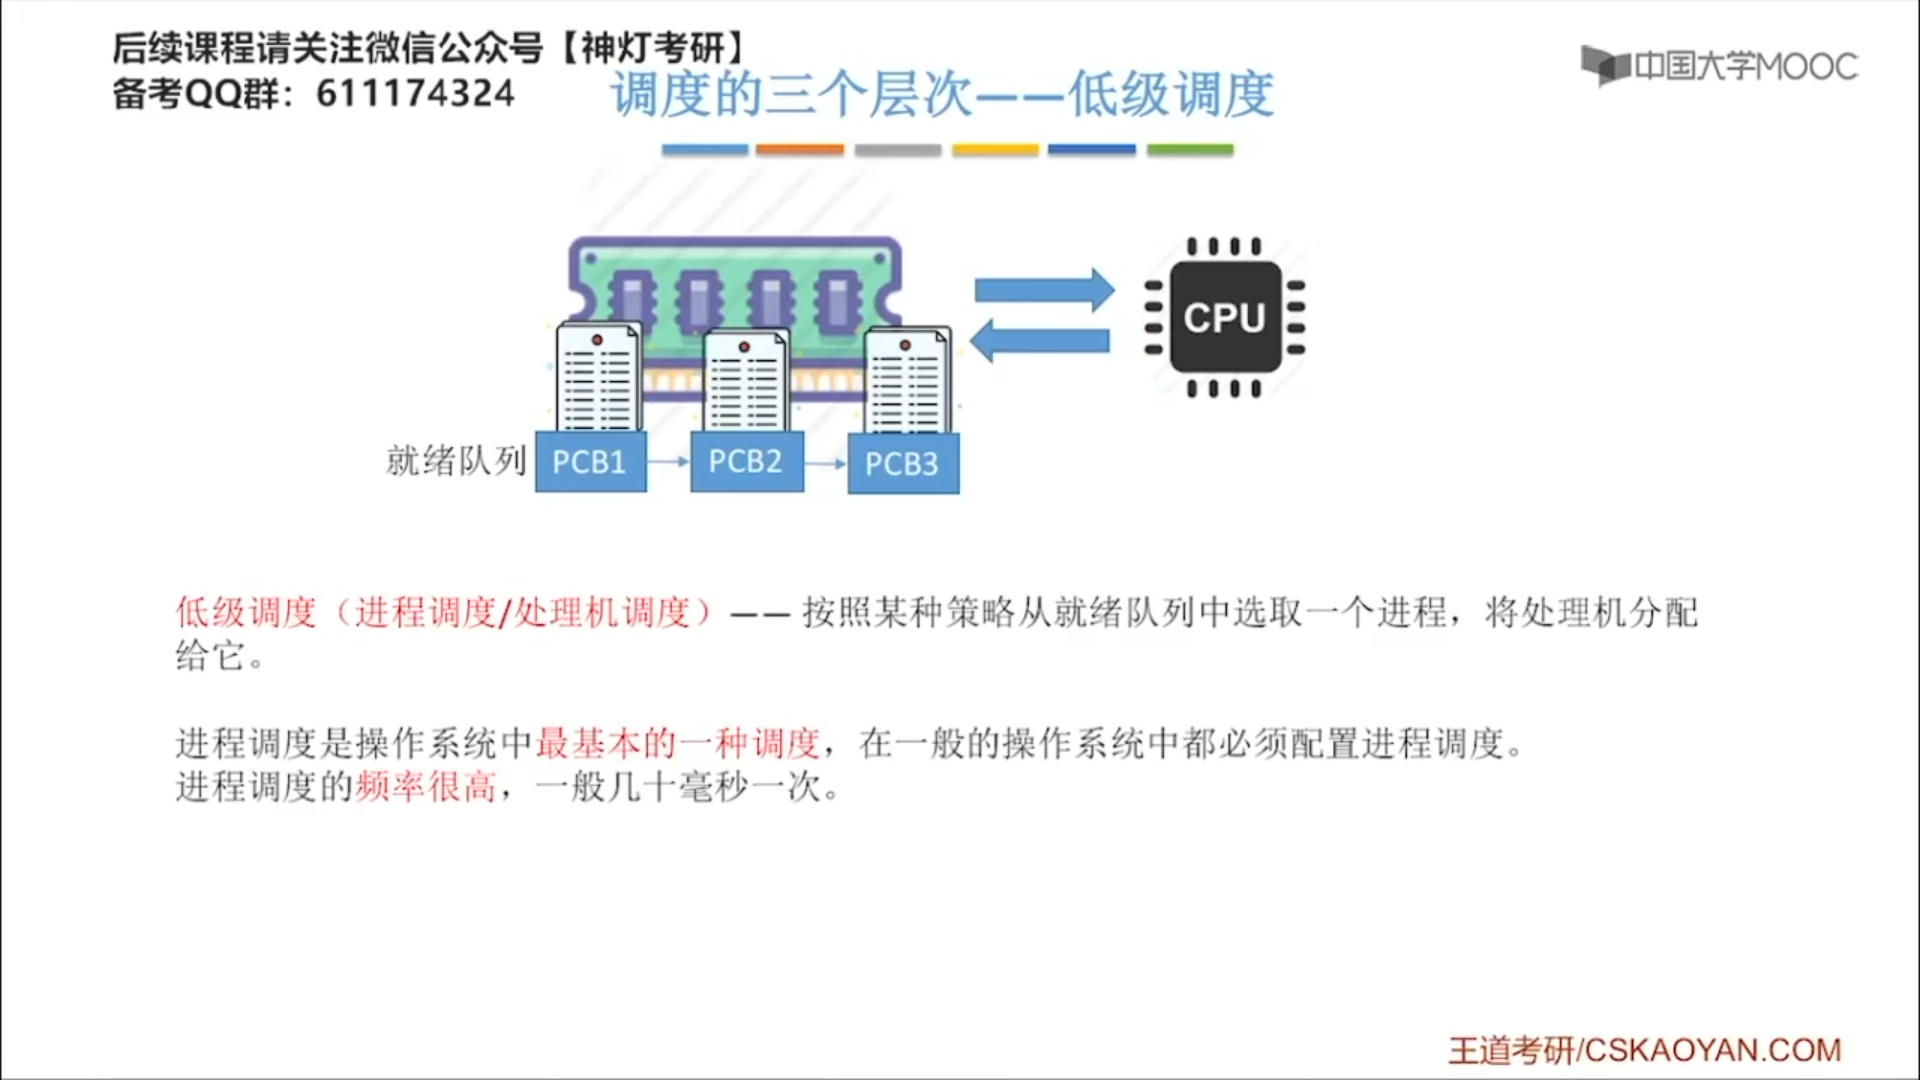 后续课程请关注微信公众号【神灯考研】
备考QQ群：611174324
中国大学MOOC
调度的三个层次——低级调度
CPU
就绪队列 PCB1 PCB2 PCB3
低级调度（进程调度/处理机调度）—— 按照某种策略从就绪队列中选取一个进程，将处理机分配
给它。
进程调度是操作系统中最基本的一种调度，在一般的操作系统中都必须配置进程调度。
进程调度的频率很高，一般几十毫秒一次。
王道考研/CSKAOYAN.COM